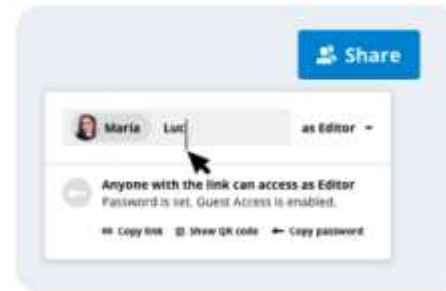 Share
Maria Luc as Editor
Anyone with the link can access as Editor
Password is set. Guest Access is enabled.
Copy link Show QR code Copy password